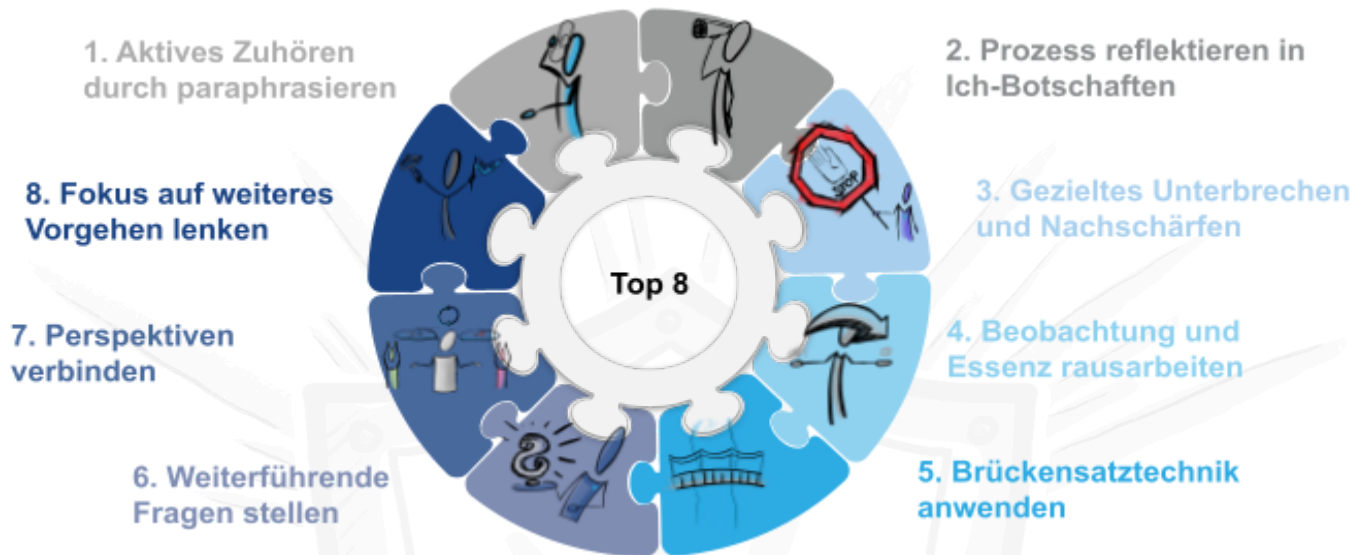 1. Aktives Zuhören
durch paraphrasieren
2. Prozess reflektieren in
Ich-Botschaften
STOP
3. Gezieltes Unterbrechen
und Nachschärfen
4. Beobachtung und
Essenz rausarbeiten
5. Brückensatztechnik
anwenden
6. Weiterführende
Fragen stellen
7. Perspektiven
verbinden
8. Fokus auf weiteres
Vorgehen lenken
Top 8